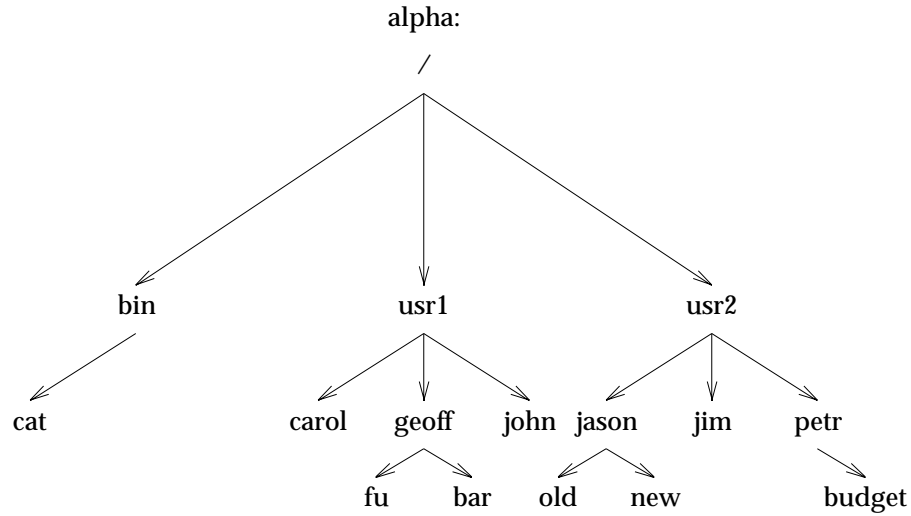 alpha:
/
bin usr1 usr2
cat carol geoff john jason jim petr
fu bar old new budget